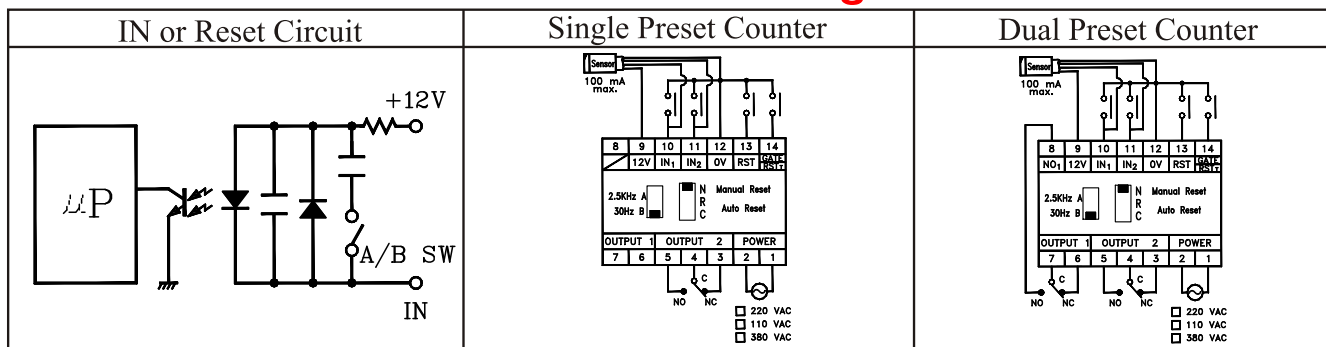 IN or Reset Circuit
Single Preset Counter
Dual Preset Counter
+12V
µP
A/B SW
IN
Sensor
100 mA
max.
8 9 10 11 12 13 14
12V IN₁ IN₂ 0V RST GATE
RST T
2.5KHz A
30Hz B
N
R
C
Manual Reset
Auto Reset
OUTPUT 1 OUTPUT 2 POWER
7 6 5 4 3 2 1
C
NO NC
220 VAC
110 VAC
380 VAC
Sensor
100 mA
max.
8 9 10 11 12 13 14
NO₁ 12V IN₁ IN₂ 0V RST GATE
RST T
2.5KHz A
30Hz B
N
R
C
Manual Reset
Auto Reset
OUTPUT 1 OUTPUT 2 POWER
7 6 5 4 3 2 1
C C
NO NC NO NC
220 VAC
110 VAC
380 VAC